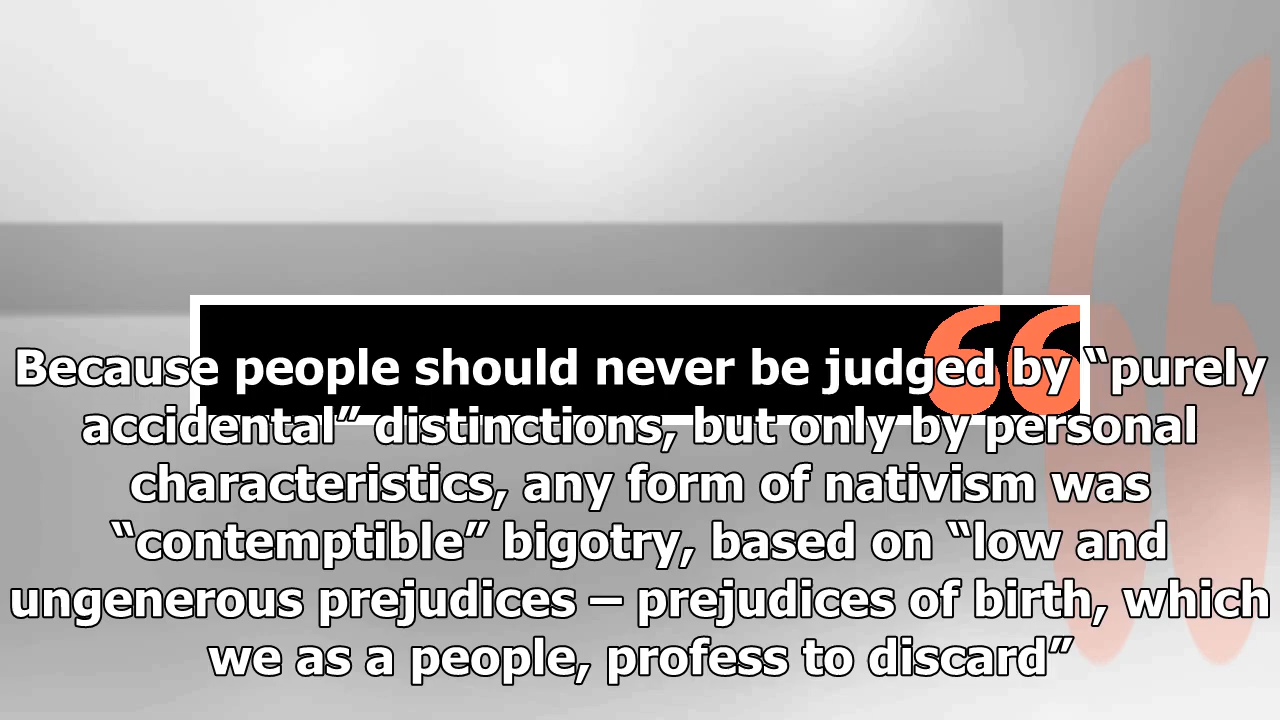 Because people should never be judged by “purely
accidental” distinctions, but only by personal
characteristics, any form of nativism was
“contemptible” bigotry, based on “low and
ungenerous prejudices – prejudices of birth, which
we as a people, profess to discard”